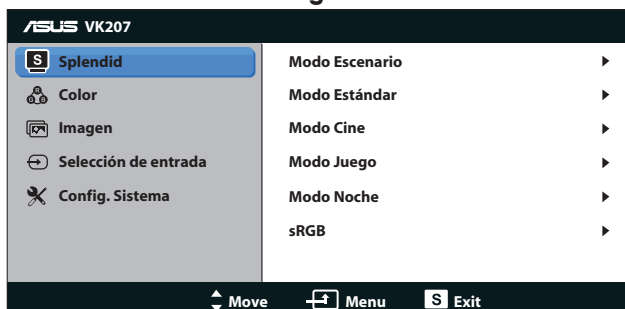 ASUS VK207
S Splendid
Color
Imagen
Selección de entrada
Config. Sistema
Modo Escenario
Modo Estándar
Modo Cine
Modo Juego
Modo Noche
sRGB
Move Menu S Exit